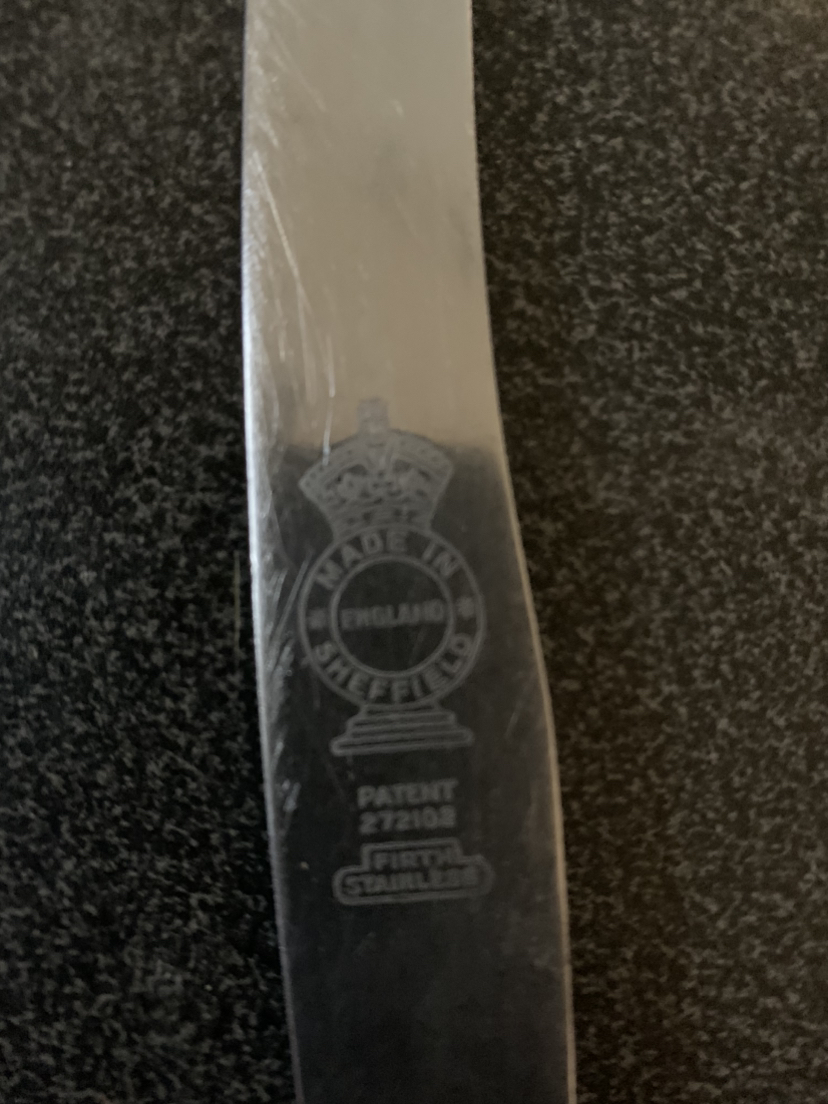 MADE IN
ENGLAND
SHEFFIELD
PATENT
272102
FIRTH
STAINLESS